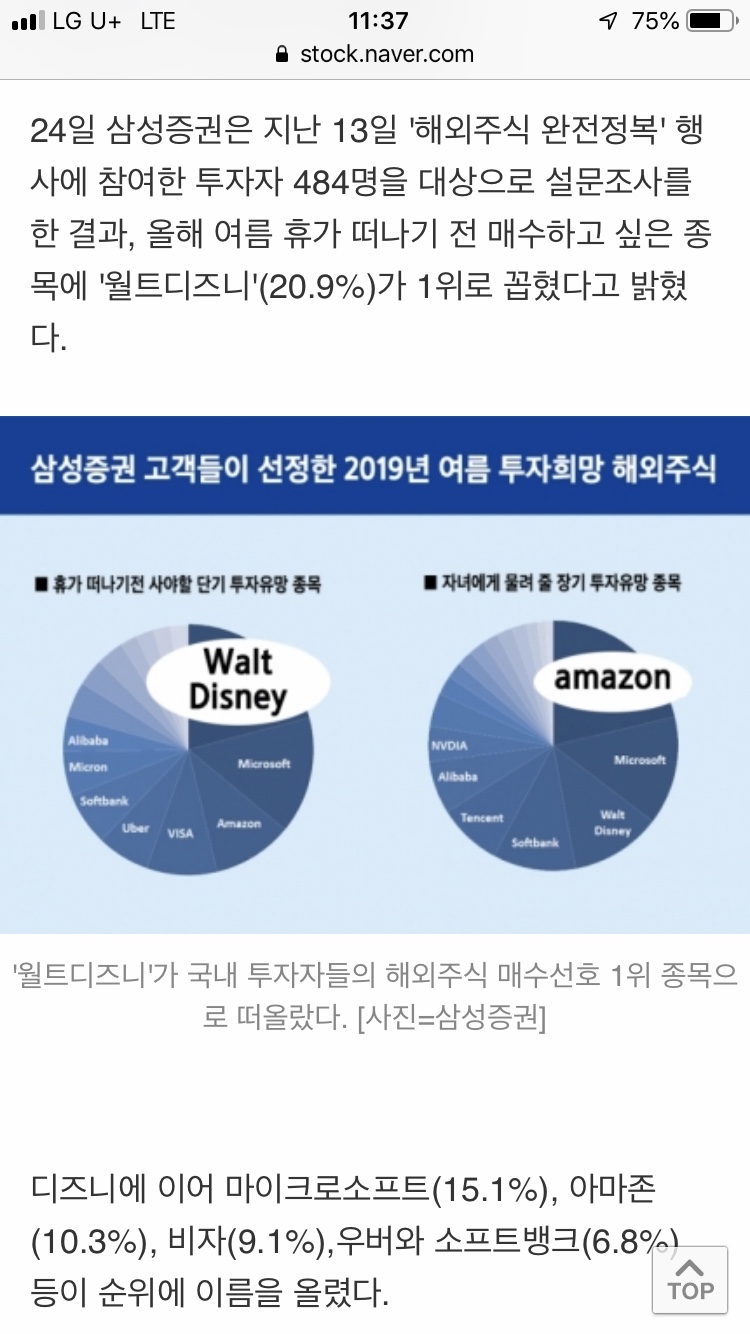 LG U+ LTE 11:37 75%
stock.naver.com
24일 삼성증권은 지난 13일 '해외주식 완전정복' 행
사에 참여한 투자자 484명을 대상으로 설문조사를
한 결과, 올해 여름 휴가 떠나기 전 매수하고 싶은 종
목에 '월트디즈니'(20.9%)가 1위로 꼽혔다고 밝혔
다.
삼성증권 고객들이 선정한 2019년 여름 투자희망 해외주식
■ 휴가 떠나기전 사야할 단기 투자유망 종목
Walt
Disney
Microsoft
Amazon
VISA
Uber
Softbank
Micron
Alibaba
■ 자녀에게 물려 줄 장기 투자유망 종목
amazon
Microsoft
Walt
Disney
Softbank
Tencent
Alibaba
NVDIA
'월트디즈니'가 국내 투자자들의 해외주식 매수선호 1위 종목으
로 떠올랐다. [사진=삼성증권]
디즈니에 이어 마이크로소프트(15.1%), 아마존
(10.3%), 비자(9.1%),우버와 소프트뱅크(6.8%)
등이 순위에 이름을 올렸다.
TOP